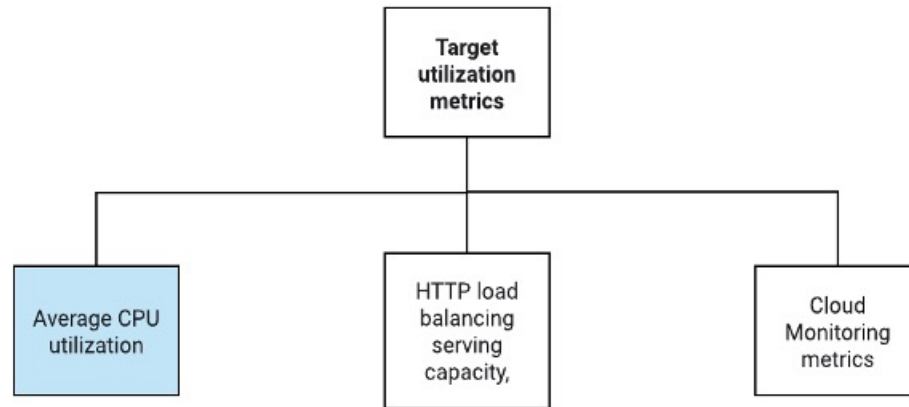 Target
utilization
metrics
Average CPU
utilization
HTTP load
balancing
serving
capacity,
Cloud
Monitoring
metrics